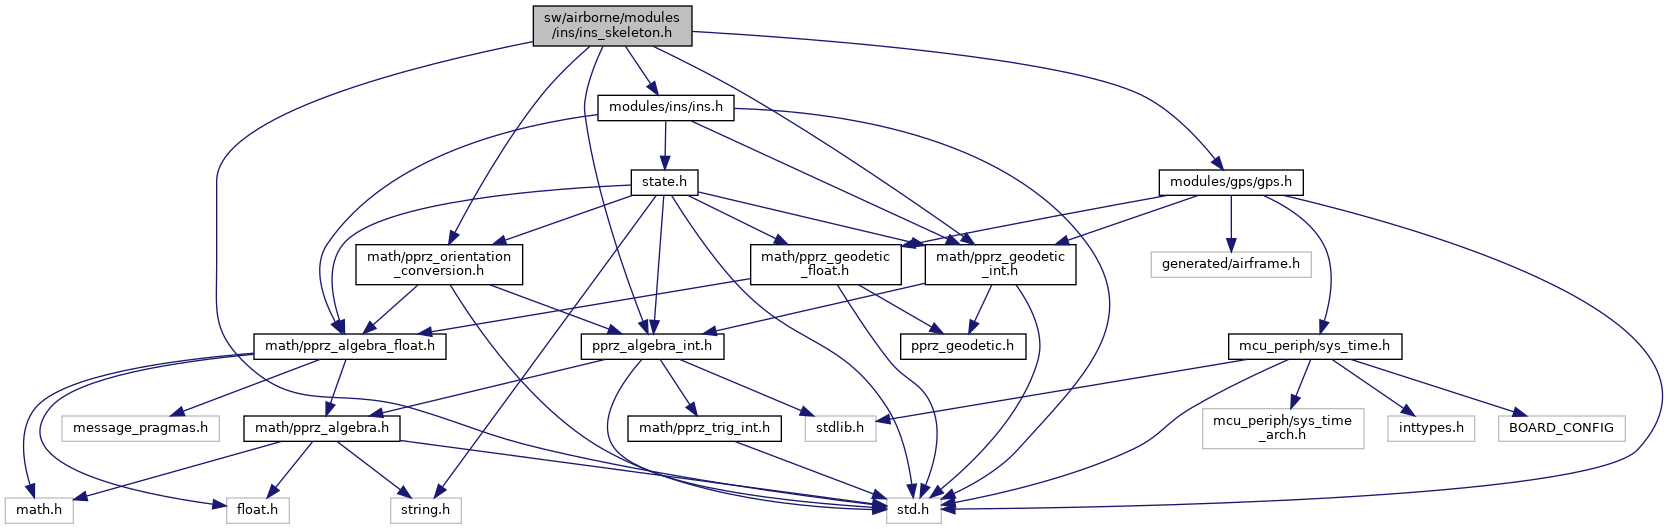 sw/airborne/modules
/ins/ins_skeleton.h
modules/ins/ins.h
state.h
modules/gps/gps.h
math/pprz_orientation
_conversion.h
math/pprz_geodetic
_float.h
math/pprz_geodetic
_int.h
generated/airframe.h
math/pprz_algebra_float.h
pprz_algebra_int.h
pprz_geodetic.h
mcu_periph/sys_time.h
message_pragmas.h
math/pprz_algebra.h
math/pprz_trig_int.h
stdlib.h
mcu_periph/sys_time
_arch.h
inttypes.h
BOARD_CONFIG
math.h
float.h
string.h
std.h